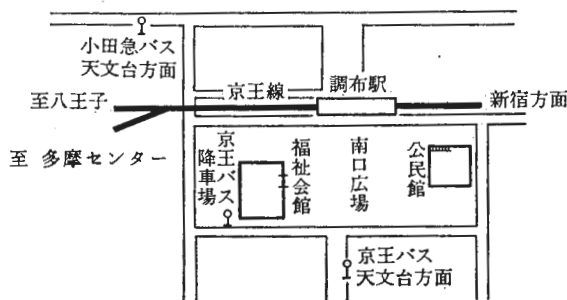 小田急バス
天文台方面
調布駅
京王線
至八王子
新宿方面
至 多摩センター
京王バス
降車場
福祉会館
南口広場
公民館
京王バス
天文台方面